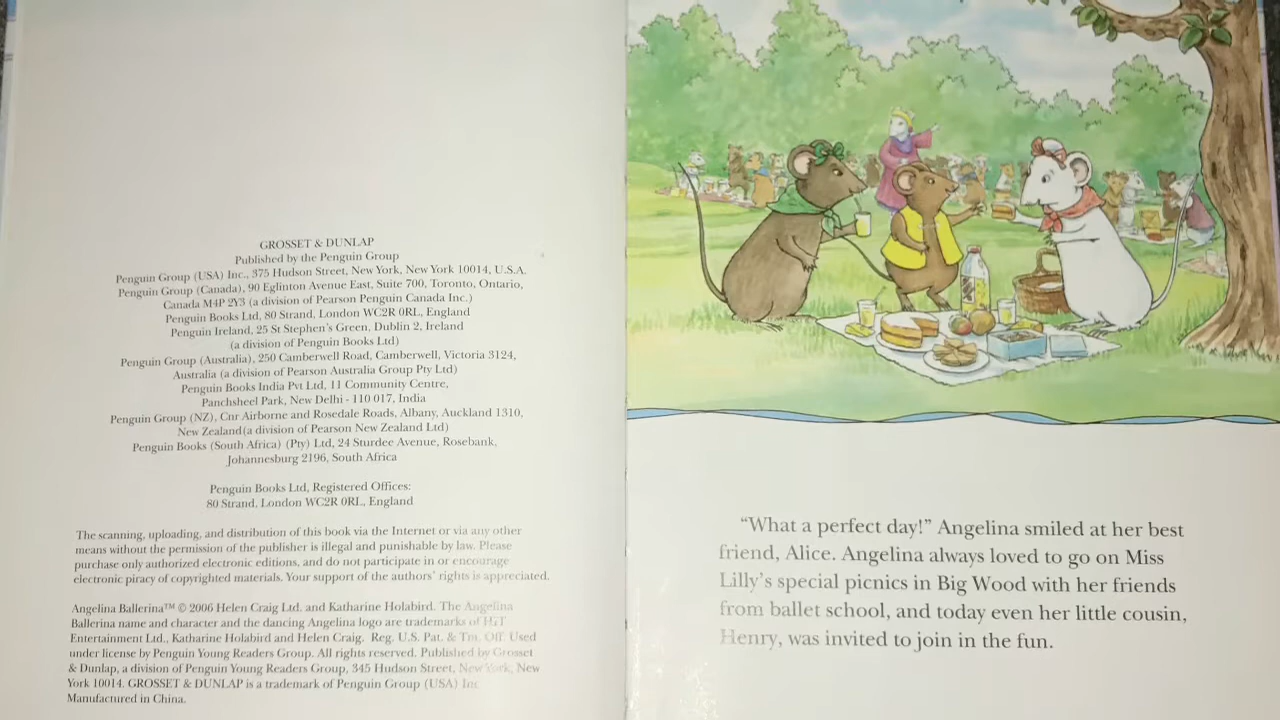 GROSSET & DUNLAP
Published by the Penguin Group
Penguin Group (USA) Inc., 375 Hudson Street, New York, New York 10014, U.S.A.
Penguin Group (Canada), 90 Eglinton Avenue East, Suite 700, Toronto, Ontario,
Canada M4P 2Y3 (a division of Pearson Penguin Canada Inc.)
Penguin Books Ltd, 80 Strand, London WC2R 0RL, England
Penguin Ireland, 25 St Stephen's Green, Dublin 2, Ireland
(a division of Penguin Books Ltd)
Penguin Group (Australia), 250 Camberwell Road, Camberwell, Victoria 3124,
Australia (a division of Pearson Australia Group Pty Ltd)
Penguin Books India Pvt Ltd, 11 Community Centre,
Panchsheel Park, New Delhi - 110 017, India
Penguin Group (NZ), Cnr Airborne and Rosedale Roads, Albany, Auckland 1310,
New Zealand(a division of Pearson New Zealand Ltd)
Penguin Books (South Africa) (Pty) Ltd, 24 Sturdee Avenue, Rosebank,
Johannesburg 2196, South Africa
Penguin Books Ltd, Registered Offices:
80 Strand, London WC2R 0RL, England
The scanning, uploading, and distribution of this book via the Internet or via any other
means without the permission of the publisher is illegal and punishable by law. Please
purchase only authorized electronic editions, and do not participate in or encourage
electronic piracy of copyrighted materials. Your support of the authors' rights is appreciated.
Angelina Ballerina™ © 2006 Helen Craig Ltd. and Katharine Holabird. The Angelina
Ballerina name and character and the dancing Angelina logo are trademarks of HIT
Entertainment Ltd., Katharine Holabird and Helen Craig. Reg. U.S. Pat. & Tm. Off. Used
under license by Penguin Young Readers Group. All rights reserved. Published by Grosset
& Dunlap, a division of Penguin Young Readers Group, 345 Hudson Street, New York, New
York 10014. GROSSET & DUNLAP is a trademark of Penguin Group (USA) Inc
Manufactured in China.
"What a perfect day!" Angelina smiled at her best
friend, Alice. Angelina always loved to go on Miss
Lilly's special picnics in Big Wood with her friends
from ballet school, and today even her little cousin,
Henry, was invited to join in the fun.